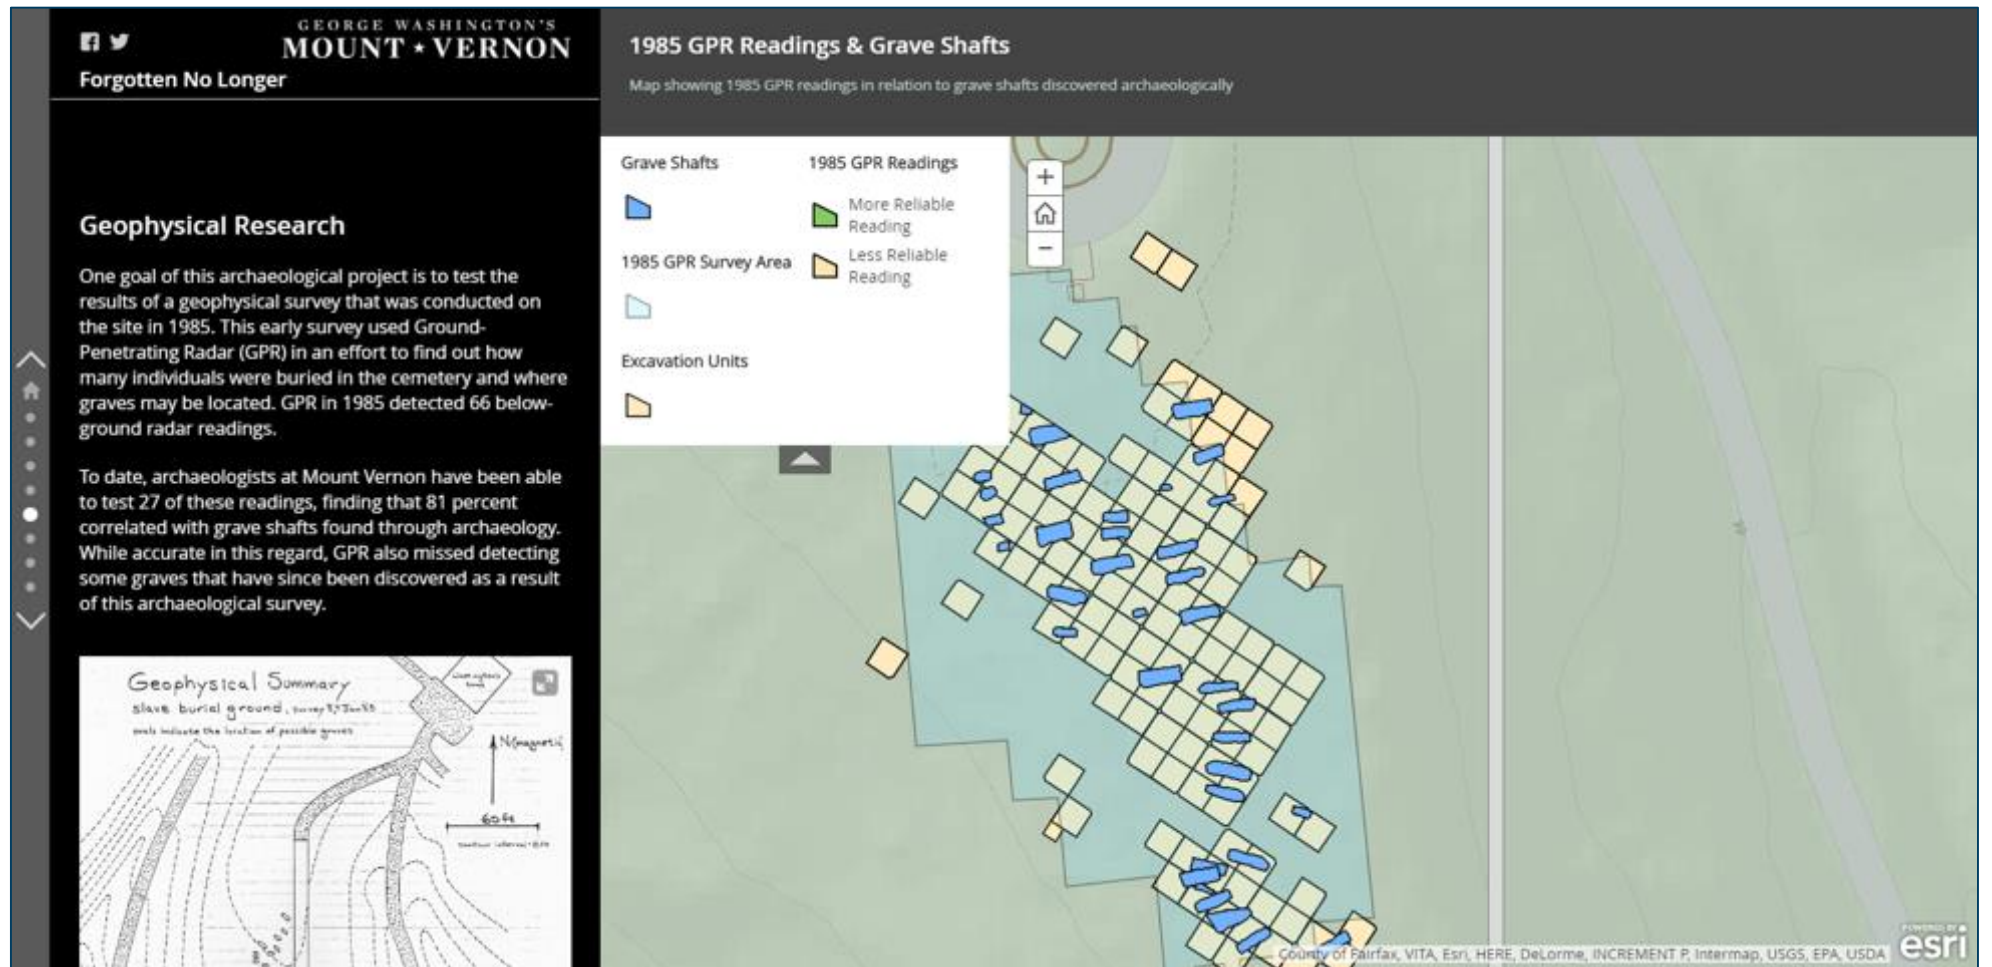 GEORGE WASHINGTON'S
MOUNT ★ VERNON
Forgotten No Longer
Geophysical Research
One goal of this archaeological project is to test the
results of a geophysical survey that was conducted on
the site in 1985. This early survey used Ground-
Penetrating Radar (GPR) in an effort to find out how
many individuals were buried in the cemetery and where
graves may be located. GPR in 1985 detected 66 below-
ground radar readings.
To date, archaeologists at Mount Vernon have been able
to test 27 of these readings, finding that 81 percent
correlated with grave shafts found through archaeology.
While accurate in this regard, GPR also missed detecting
some graves that have since been discovered as a result
of this archaeological survey.
Geophysical Summary
slave burial ground,
ovals indicate the location of possible graves
N(magnetic
60 ft
1985 GPR Readings & Grave Shafts
Map showing 1985 GPR readings in relation to grave shafts discovered archaeologically
Grave Shafts
1985 GPR Survey Area
Excavation Units
1985 GPR Readings
More Reliable
Reading
Less Reliable
Reading
+
−
County of Fairfax, VITA, Esri, HERE, DeLorme, INCREMENT P, Intermap, USGS, EPA, USDA
POWERED BY
esri